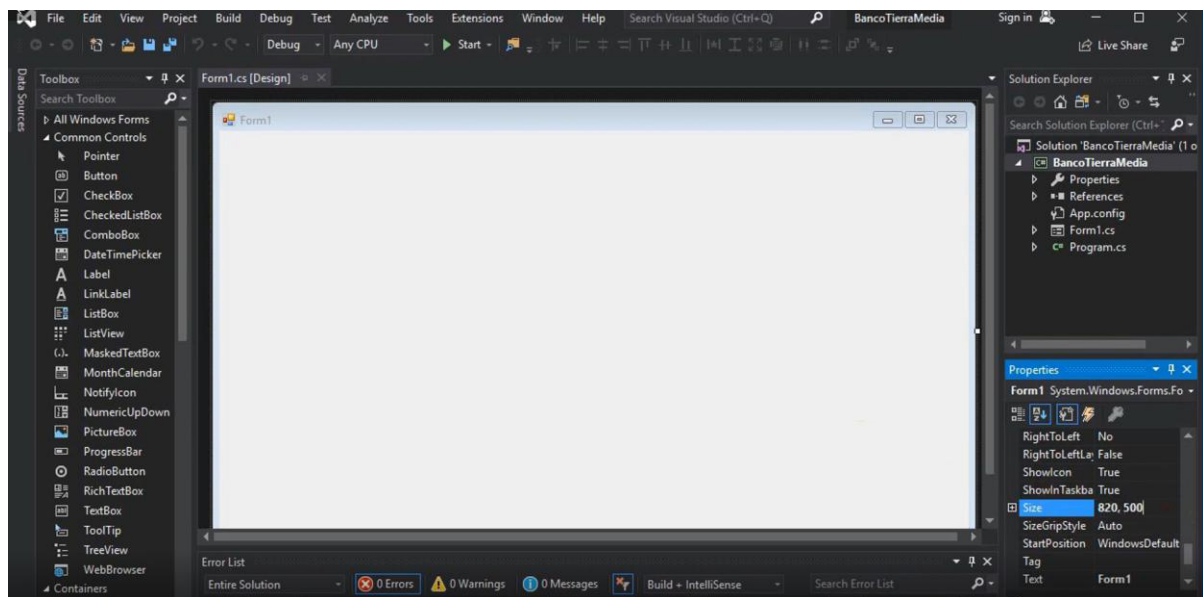 File Edit View Project Build Debug Test Analyze Tools Extensions Window Help Search Visual Studio (Ctrl+Q) BancoTierraMedia Sign in
Debug Any CPU Start Live Share
Data Sources
Toolbox
Search Toolbox
All Windows Forms
Common Controls
Pointer
Button
CheckBox
CheckedListBox
ComboBox
DateTimePicker
Label
LinkLabel
ListBox
ListView
MaskedTextBox
MonthCalendar
NotifyIcon
NumericUpDown
PictureBox
ProgressBar
RadioButton
RichTextBox
TextBox
ToolTip
TreeView
WebBrowser
Containers
Form1.cs [Design]
Form1
Error List
Entire Solution 0 Errors 0 Warnings 0 Messages Build + IntelliSense Search Error List
Solution Explorer
Search Solution Explorer (Ctrl+
Solution 'BancoTierraMedia' (1 o
BancoTierraMedia
Properties
References
App.config
Form1.cs
Program.cs
Properties
Form1 System.Windows.Forms.Fo
RightToLeft No
RightToLeftLa False
ShowIcon True
ShowInTaskba True
Size 820, 500
SizeGripStyle Auto
StartPosition WindowsDefault
Tag
Text Form1